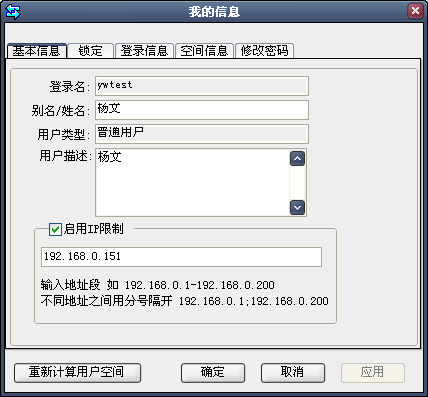 我的信息
基本信息 锁定 登录信息 空间信息 修改密码
登录名: ywtest
别名/姓名: 杨文
用户类型: 普通用户
用户描述: 杨文
启用IP限制
192.168.0.151
输入地址段 如 192.168.0.1-192.168.0.200
不同地址之间用分号隔开 192.168.0.1;192.168.0.200
重新计算用户空间 确定 取消 应用